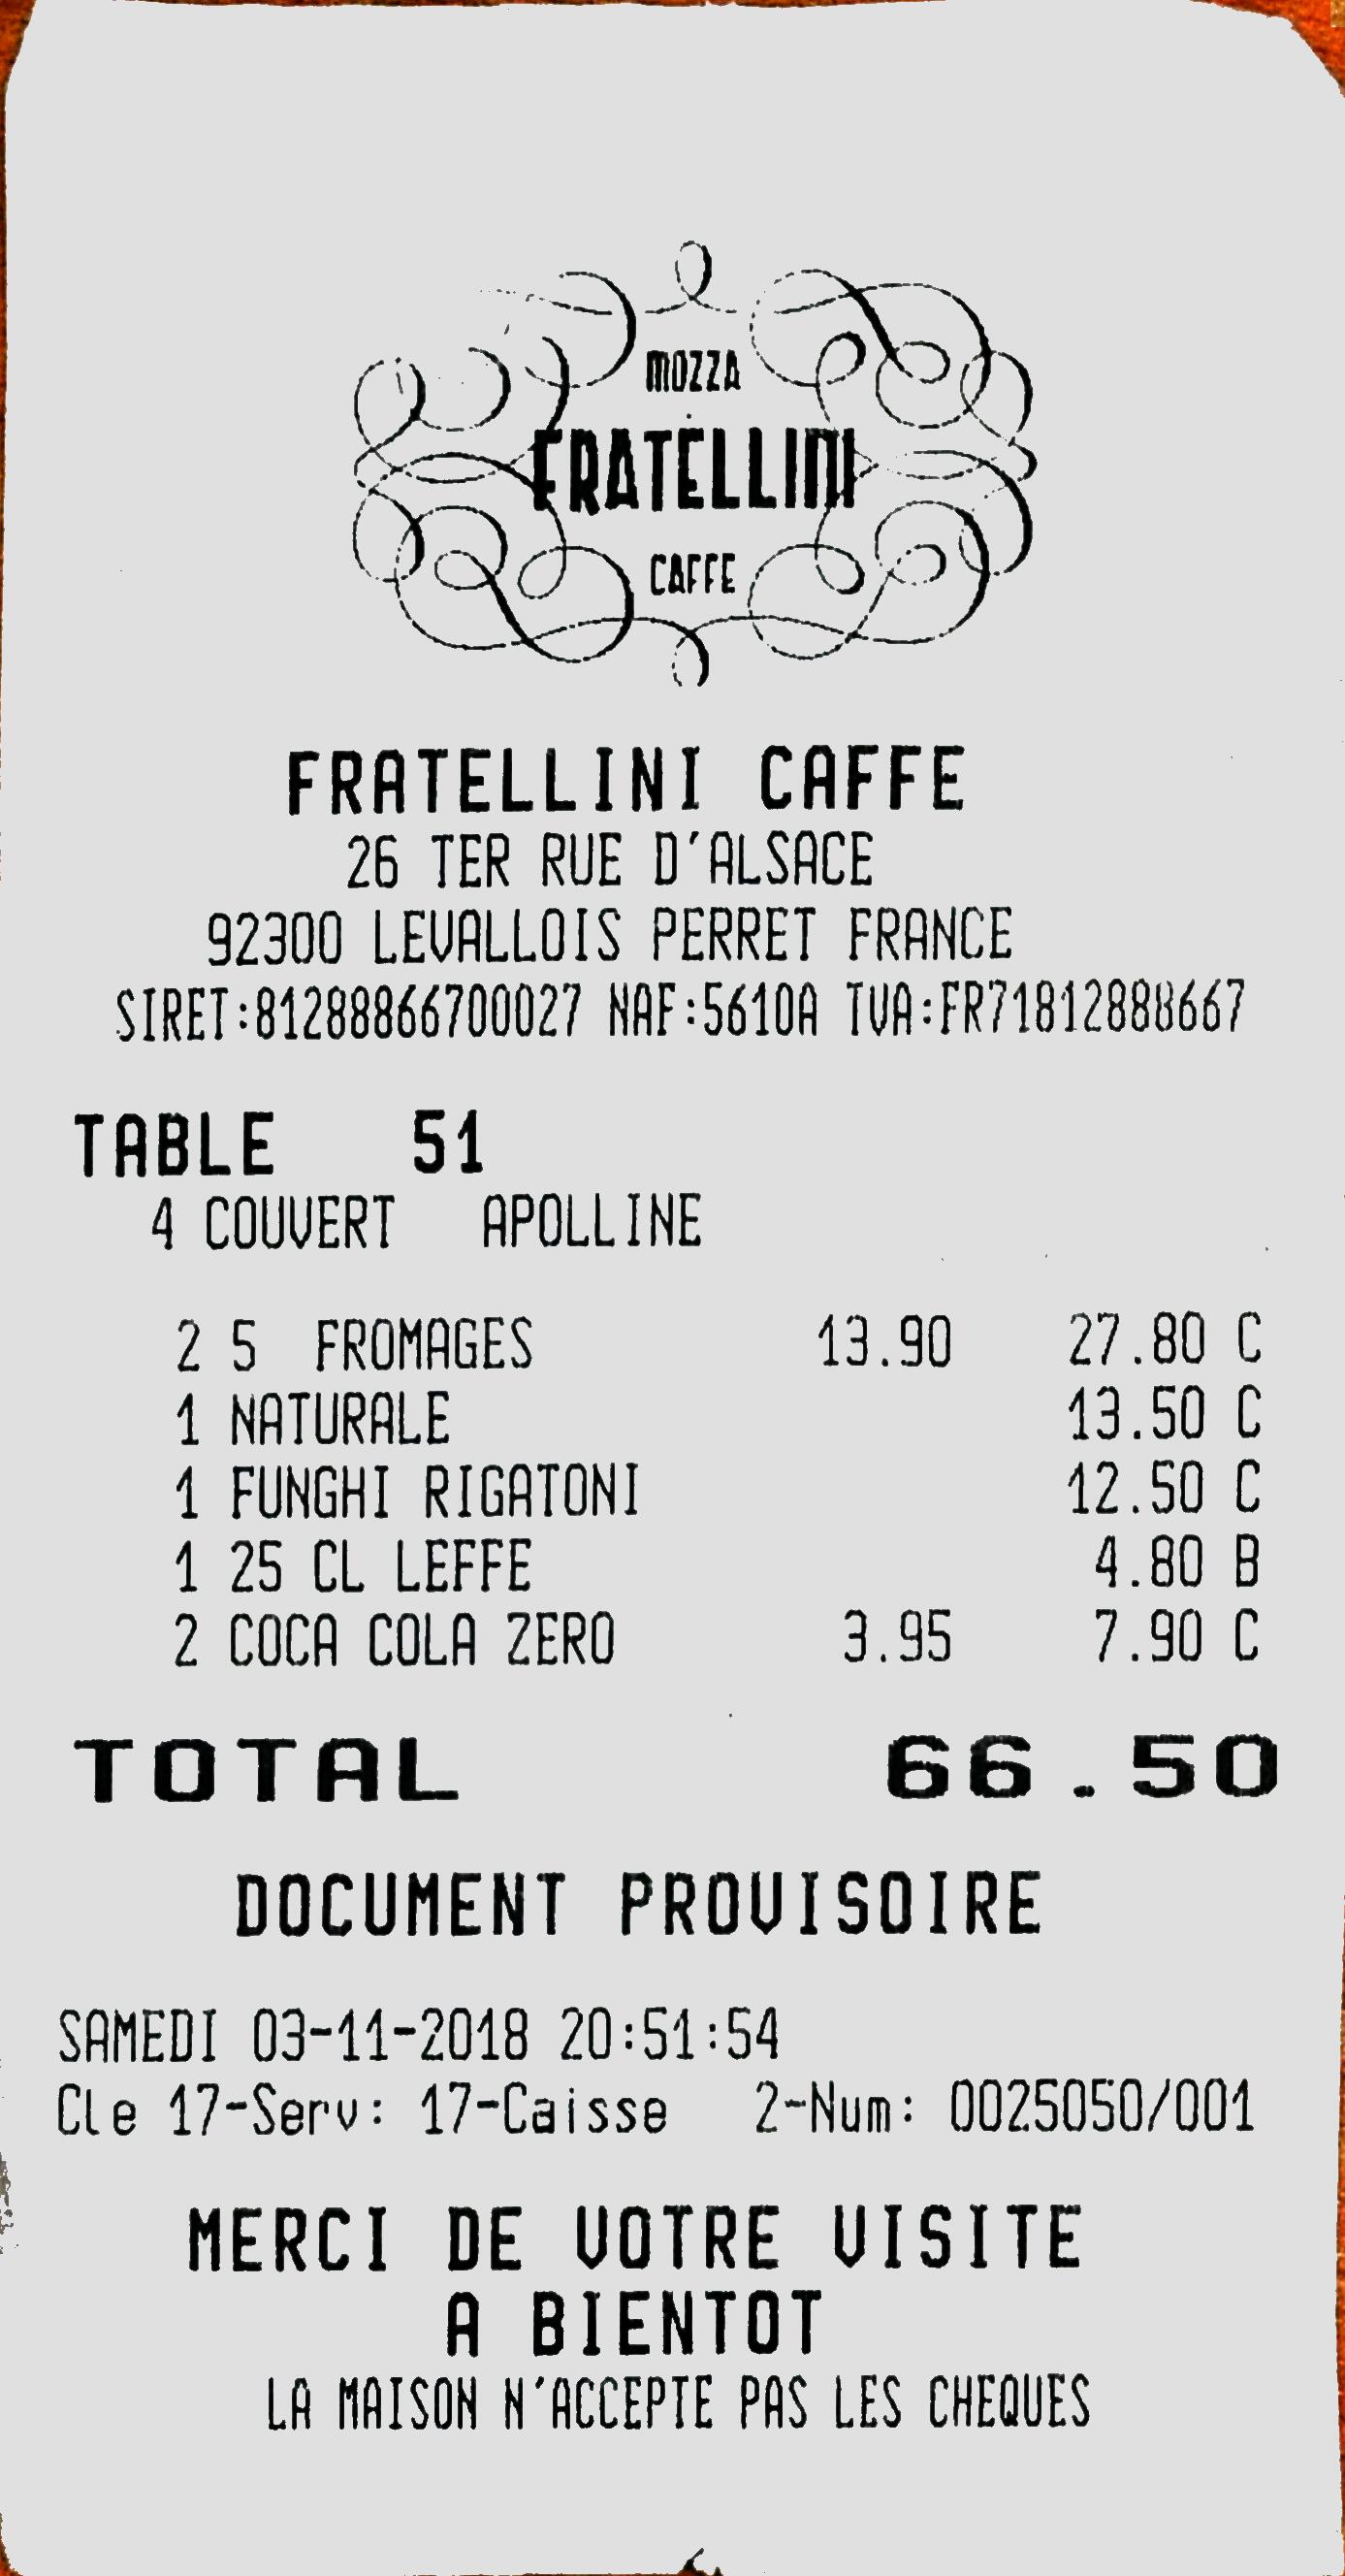 MOZZA
FRATELLINI
CAFFE
FRATELLINI CAFFE
26 TER RUE D'ALSACE
92300 LEVALLOIS PERRET FRANCE
SIRET:81288866700027 NAF:5610A TVA:FR71812888667
TABLE 51
4 COUVERT APOLLINE
2 5 FROMAGES 13.90 27.80 C
1 NATURALE 13.50 C
1 FUNGHI RIGATONI 12.50 C
1 25 CL LEFFE 4.80 B
2 COCA COLA ZERO 3.95 7.90 C
TOTAL 66.50
DOCUMENT PROVISOIRE
SAMEDI 03-11-2018 20:51:54
Cle 17-Serv: 17-Caisse 2-Num: 0025050/001
MERCI DE VOTRE VISITE
A BIENTOT
LA MAISON N'ACCEPTE PAS LES CHEQUES